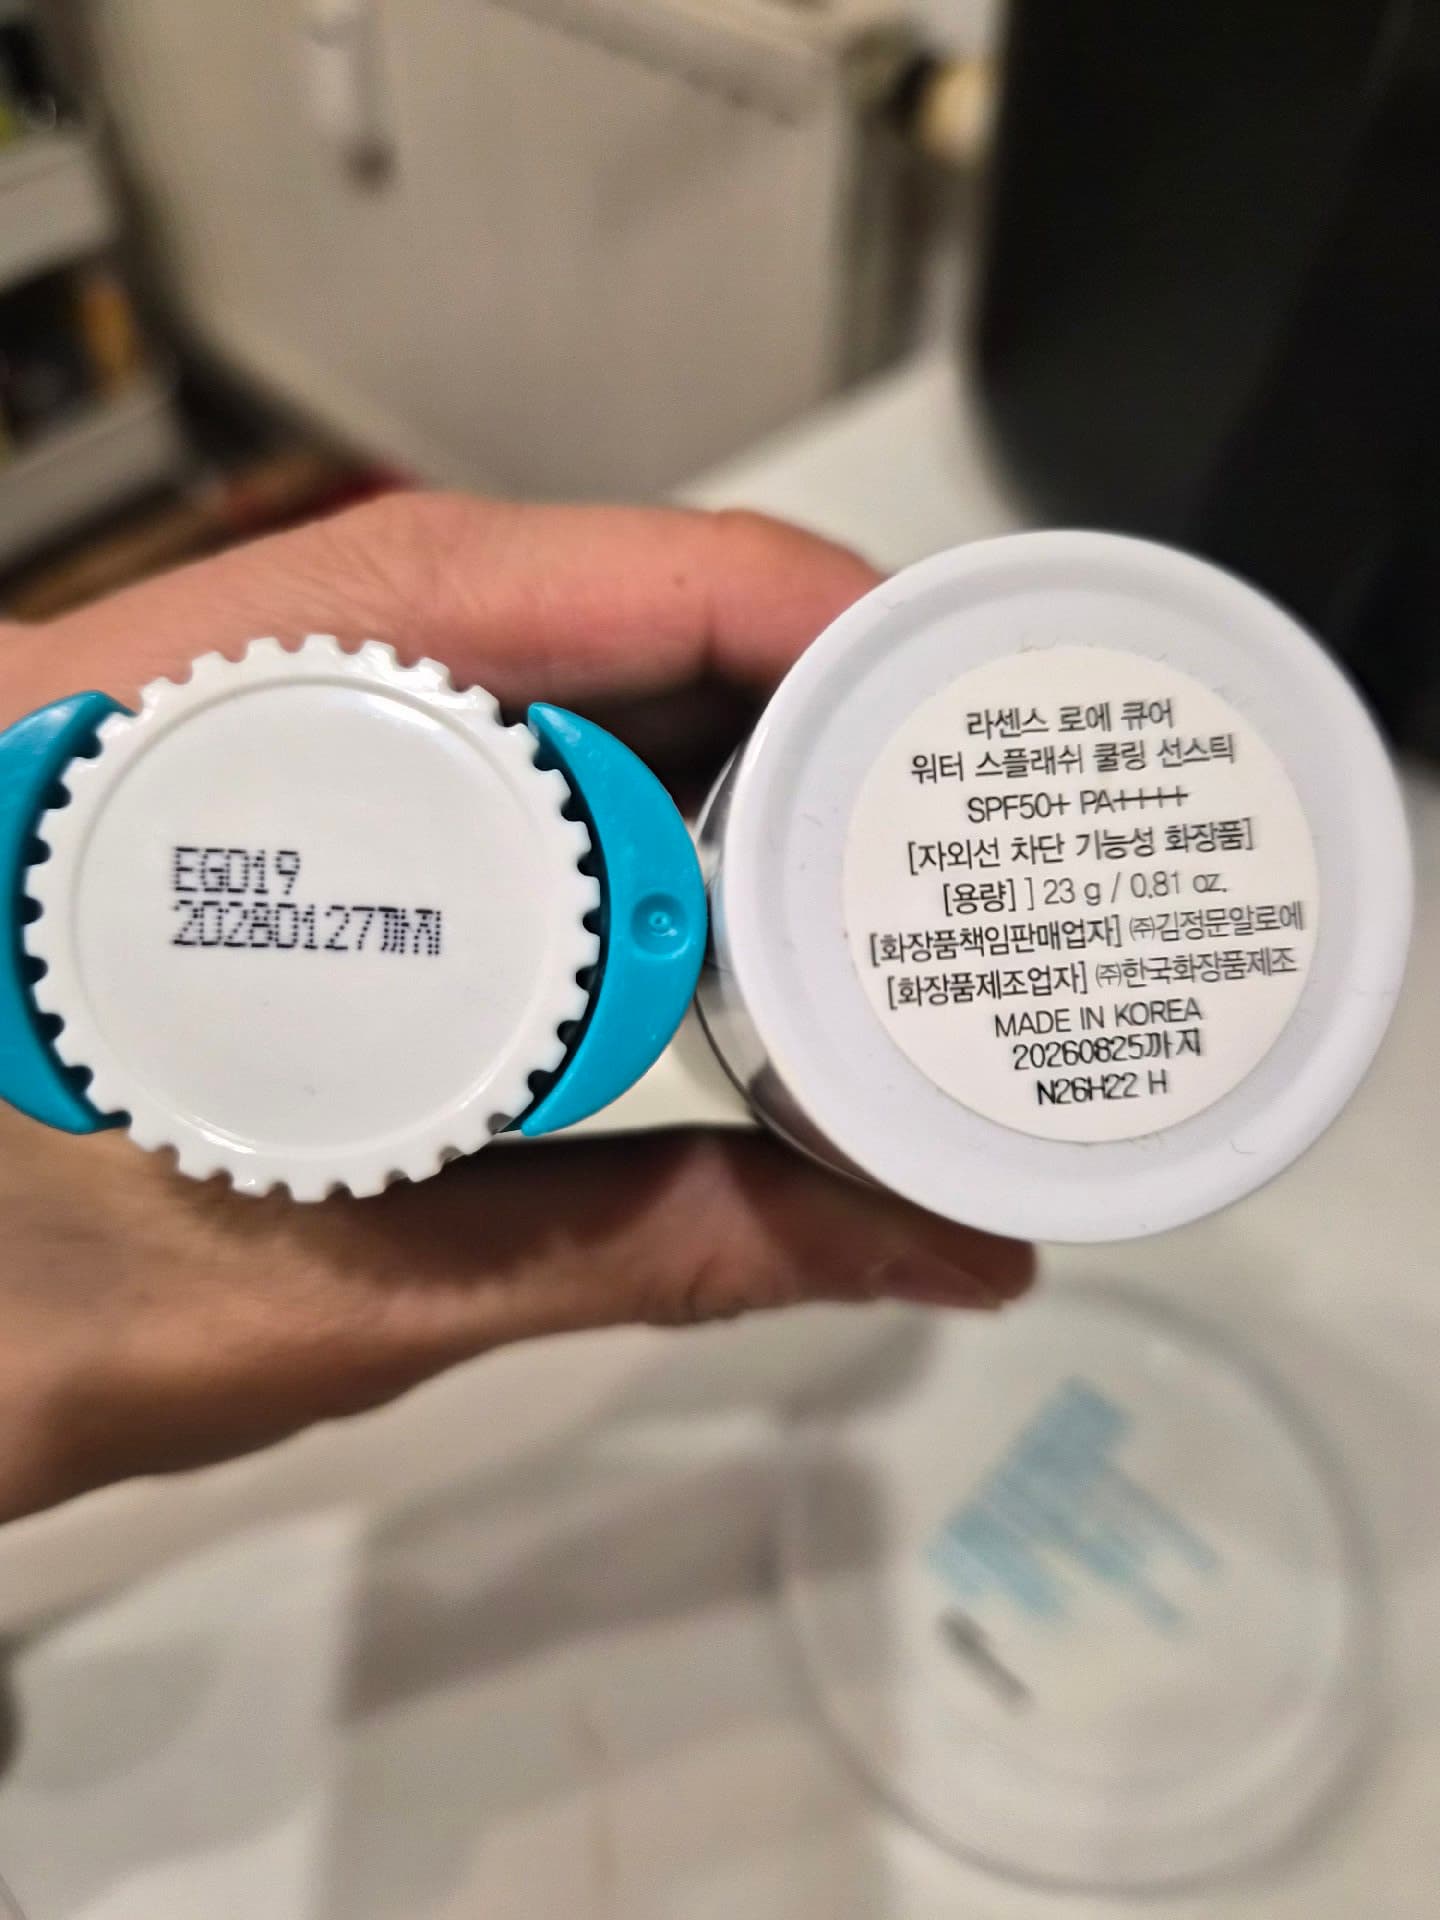 EG019
20280127까지
라센스 로에 큐어
워터 스플래쉬 쿨링 선스틱
SPF50+ PA++++
[자외선 차단 기능성 화장품]
[용량] ] 23 g / 0.81 oz.
[화장품책임판매업자] ㈜김정문알로에
[화장품제조업자] ㈜한국화장품제조
MADE IN KOREA
20260825까지
N26H22 H